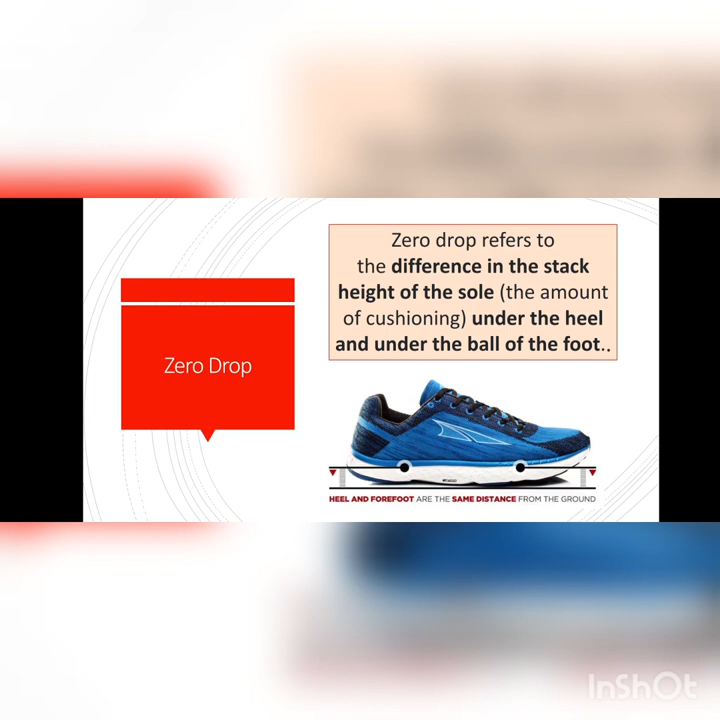 Zero drop refers to
the difference in the stack
height of the sole (the amount
of cushioning) under the heel
and under the ball of the foot..
Zero Drop
HEEL AND FOREFOOT ARE THE SAME DISTANCE FROM THE GROUND
InShOt